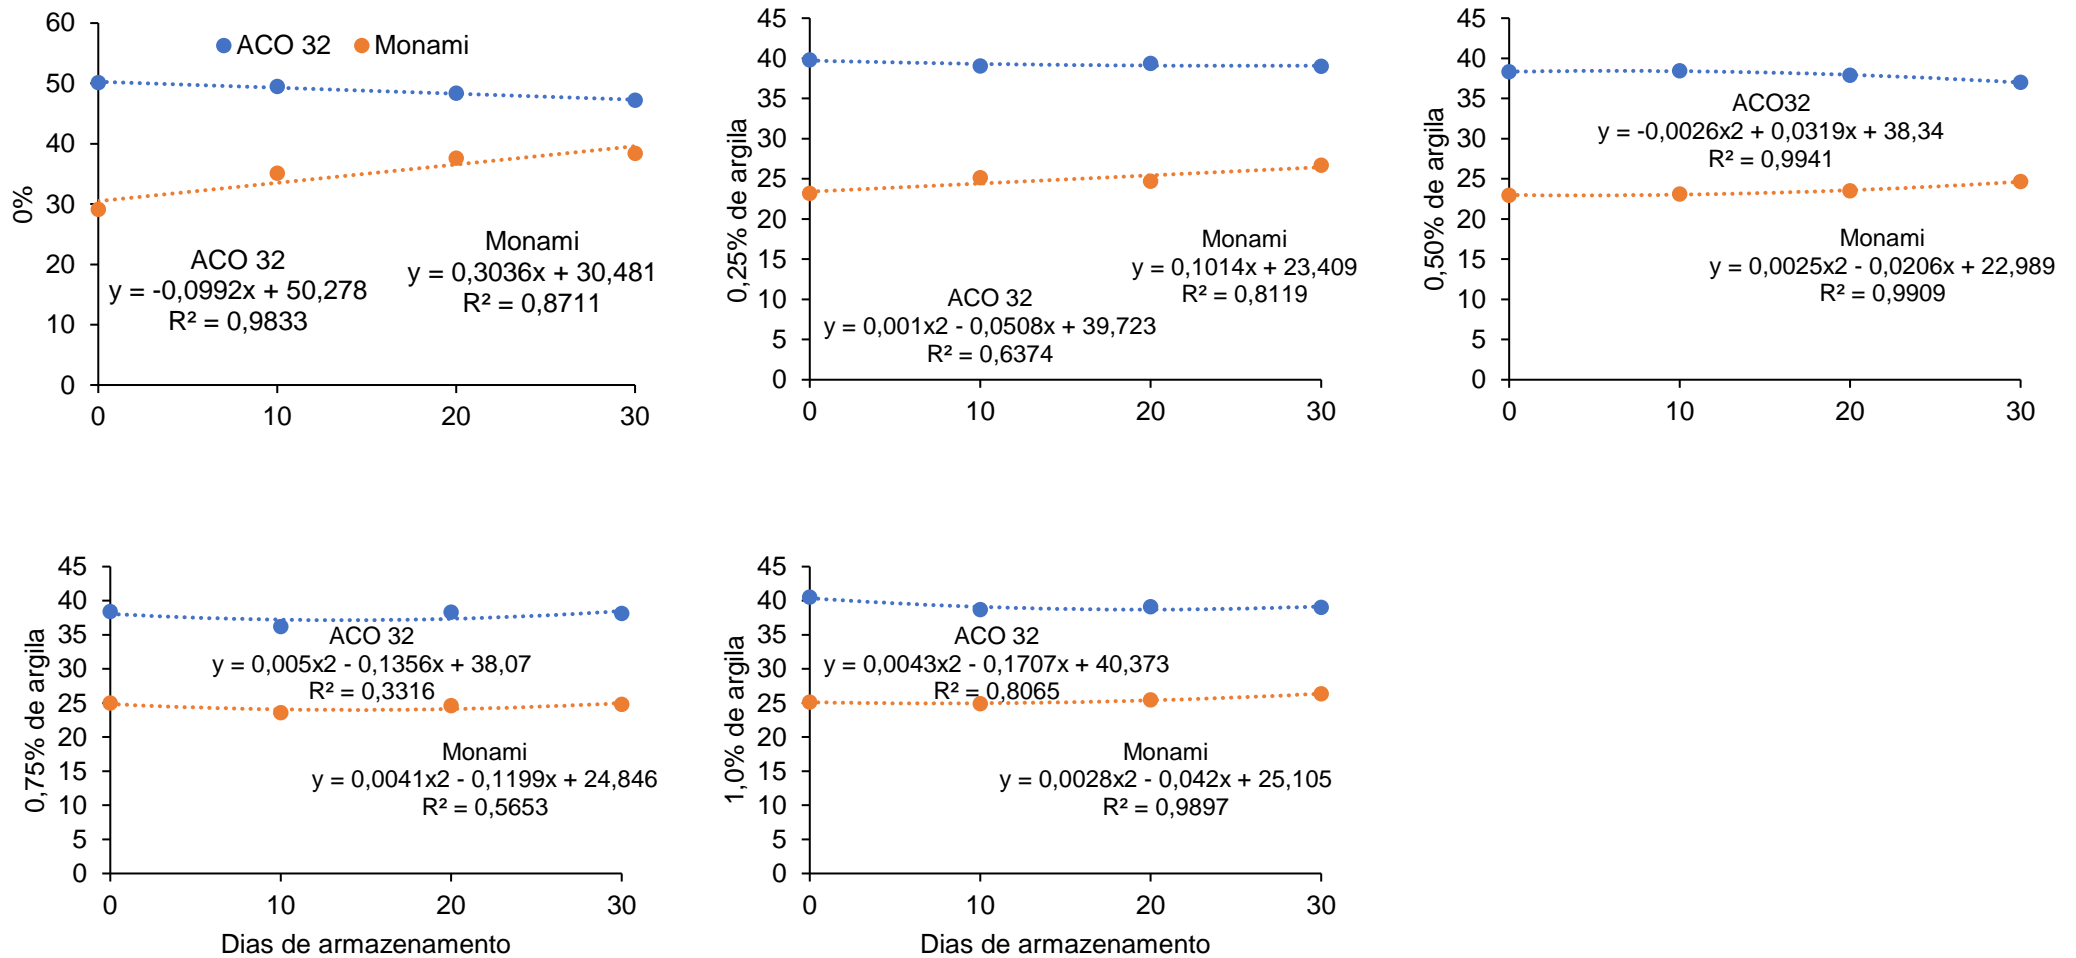 ACO 32 Monami
0%
60
50
40
30
20
10
0
ACO 32
y = -0,0992x + 50,278
R² = 0,9833
Monami
y = 0,3036x + 30,481
R² = 0,8711
0 10 20 30
0,25% de argila
45
40
35
30
25
20
15
10
5
0
ACO 32
y = 0,001x2 - 0,0508x + 39,723
R² = 0,6374
Monami
y = 0,1014x + 23,409
R² = 0,8119
0 10 20 30
0,50% de argila
45
40
35
30
25
20
15
10
5
0
ACO32
y = -0,0026x2 + 0,0319x + 38,34
R² = 0,9941
Monami
y = 0,0025x2 - 0,0206x + 22,989
R² = 0,9909
0 10 20 30
0,75% de argila
45
40
35
30
25
20
15
10
5
0
ACO 32
y = 0,005x2 - 0,1356x + 38,07
R² = 0,3316
Monami
y = 0,0041x2 - 0,1199x + 24,846
R² = 0,5653
0 10 20 30
Dias de armazenamento
1,0% de argila
45
40
35
30
25
20
15
10
5
0
ACO 32
y = 0,0043x2 - 0,1707x + 40,373
R² = 0,8065
Monami
y = 0,0028x2 - 0,042x + 25,105
R² = 0,9897
0 10 20 30
Dias de armazenamento